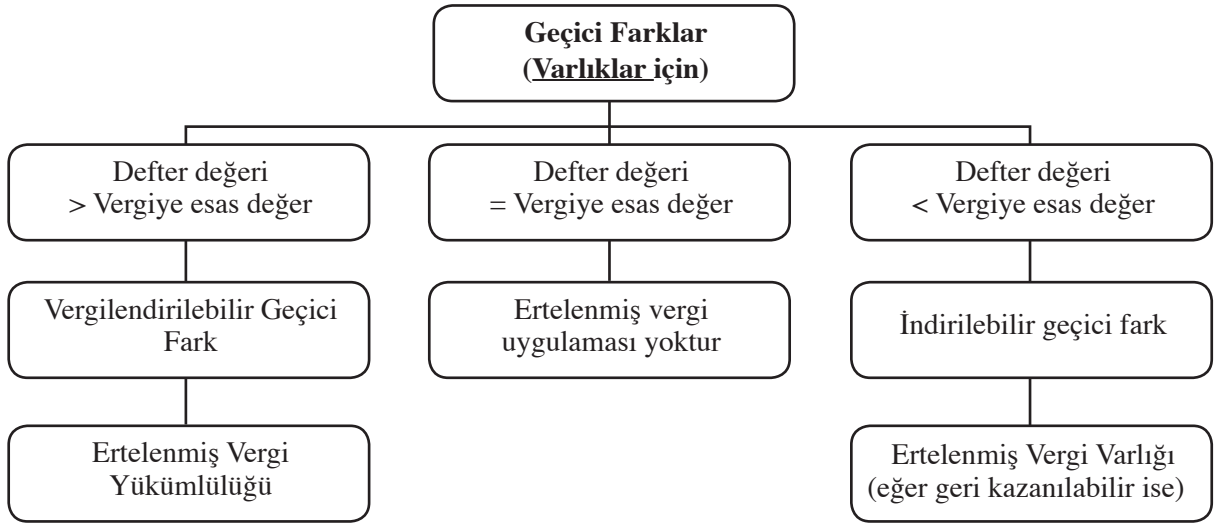 Geçici Farklar
(Varlıklar için)
Defter değeri
> Vergiye esas değer
Defter değeri
= Vergiye esas değer
Defter değeri
< Vergiye esas değer
Vergilendirilebilir Geçici
Fark
Ertelenmiş vergi
uygulaması yoktur
İndirilebilir geçici fark
Ertelenmiş Vergi
Yükümlülüğü
Ertelenmiş Vergi Varlığı
(eğer geri kazanılabilir ise)